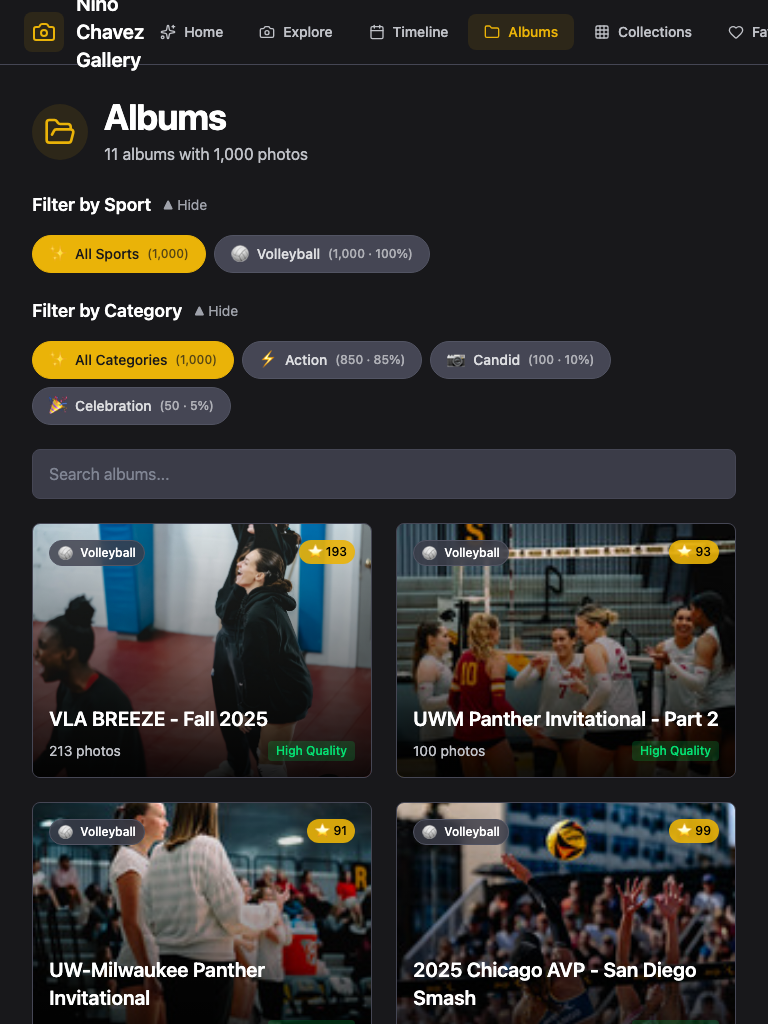 Nino
Chavez
Gallery
Home
Explore
Timeline
Albums
Collections
Fa
Albums
11 albums with 1,000 photos
Filter by Sport ▲ Hide
All Sports (1,000)
Volleyball (1,000 · 100%)
Filter by Category ▲ Hide
All Categories (1,000)
Action (850 · 85%)
Candid (100 · 10%)
Celebration (50 · 5%)
Search albums...
Volleyball
193
VLA BREEZE - Fall 2025
213 photos
High Quality
Volleyball
93
S
10
7
2
UWM Panther Invitational - Part 2
100 photos
High Quality
Volleyball
91
UW-Milwaukee Panther
Invitational
Volleyball
99
2025 Chicago AVP - San Diego
Smash